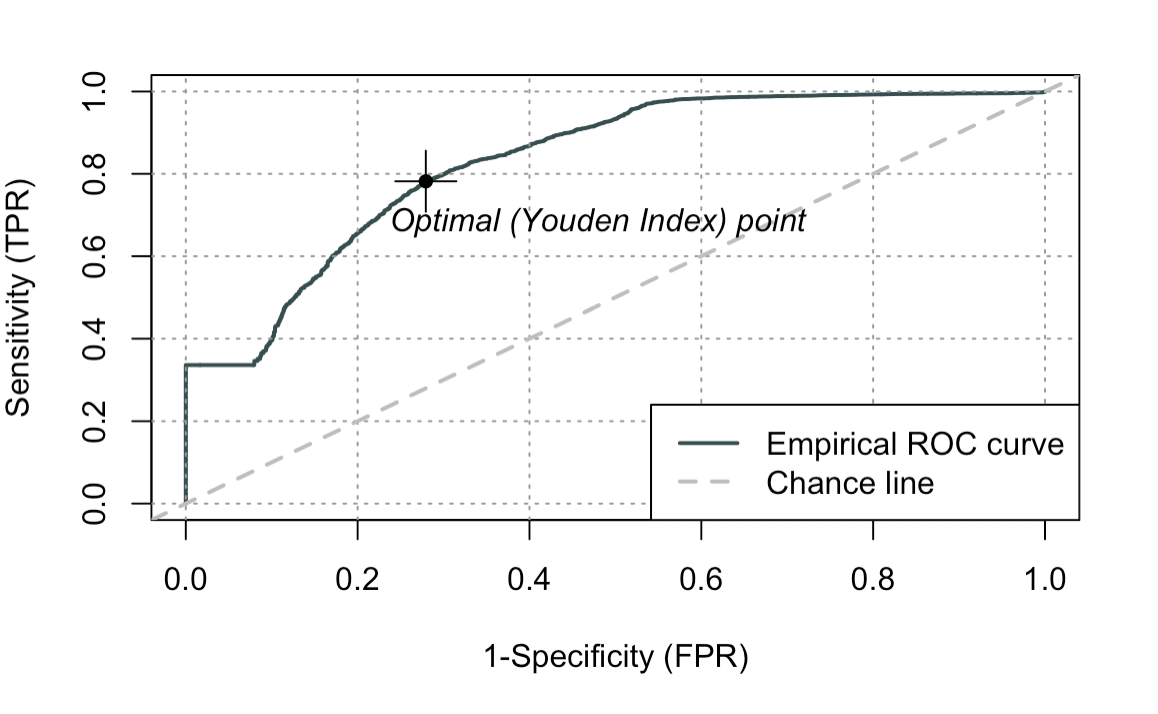 1.0
0.8
0.6
0.4
0.2
0.0
Sensitivity (TPR)
Optimal (Youden Index) point
Empirical ROC curve
Chance line
0.0 0.2 0.4 0.6 0.8 1.0
1-Specificity (FPR)